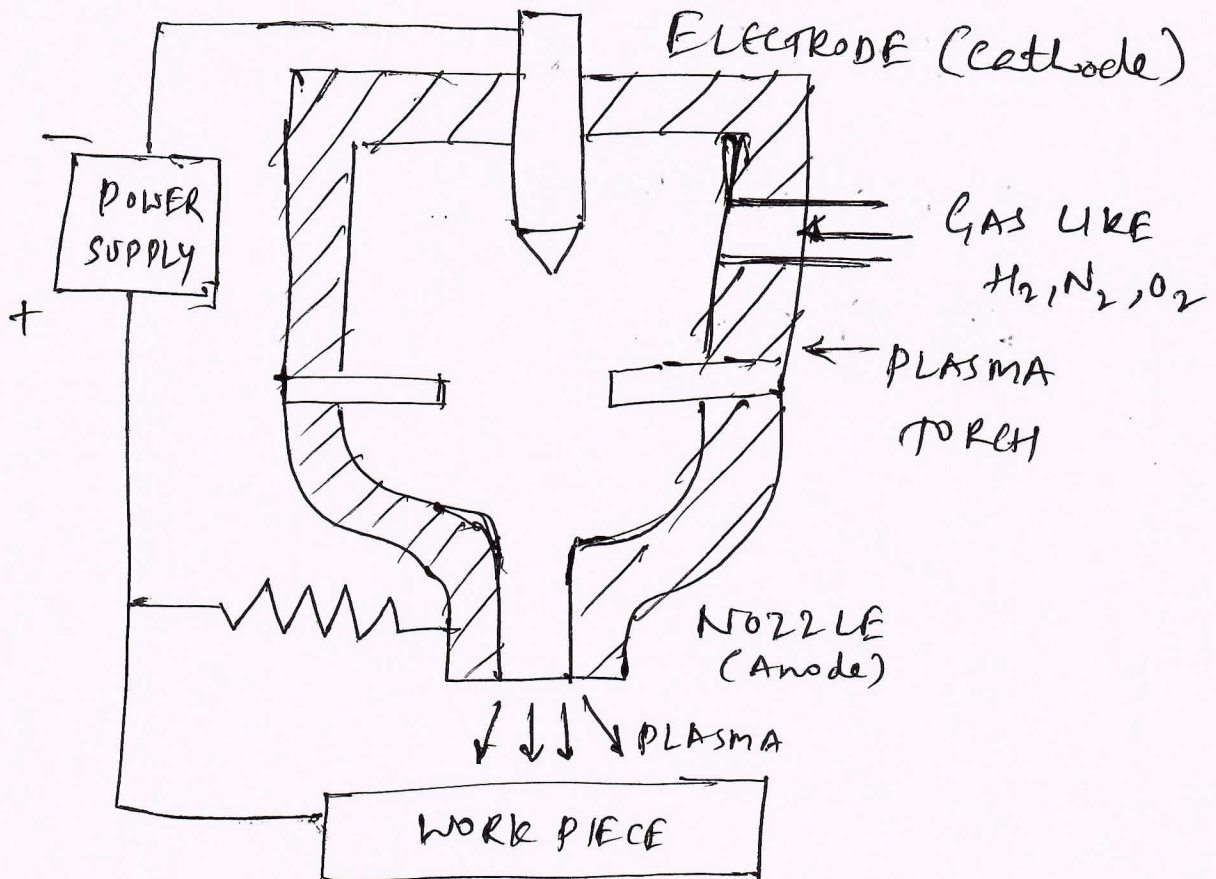 ELECTRODE (Cathode)
-
POWER
SUPPLY
+
GAS LIKE
H₂, N₂, O₂
PLASMA
TORCH
NOZZLE
(Anode)
PLASMA
WORK PIECE